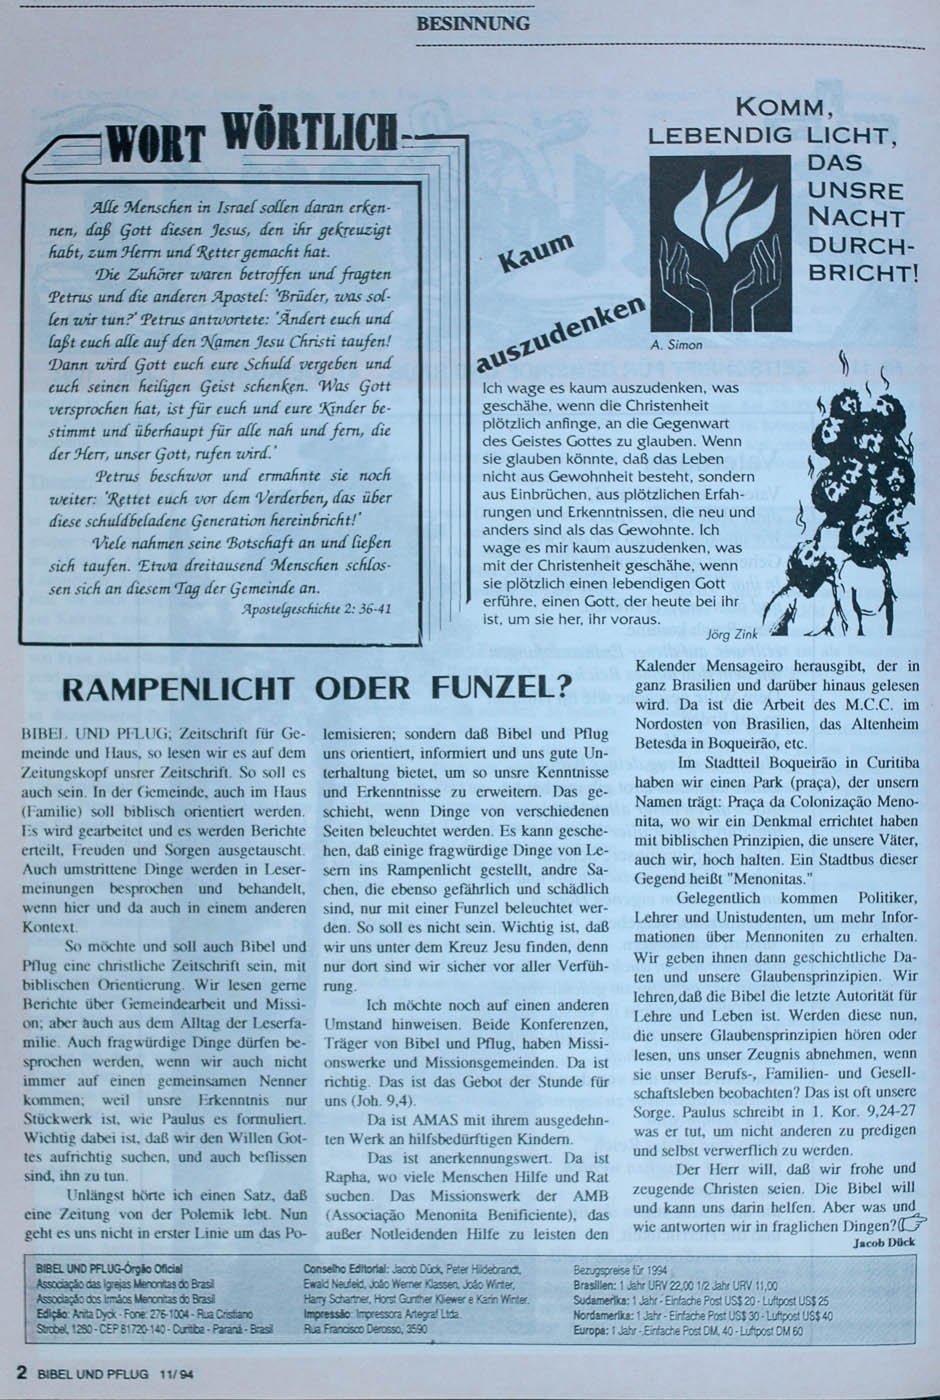 BESINNUNG
WORT WÖRTLICH
Alle Menschen in Israel sollen daran erken-
nen, daß Gott diesen Jesus, den ihr gekreuzigt
habt, zum Herrn und Retter gemacht hat.
Die Zuhörer waren betroffen und fragten
Petrus und die anderen Apostel: 'Brüder, was sol-
len wir tun?' Petrus antwortete: 'Ändert euch und
laßt euch alle auf den Namen Jesu Christi taufen!
Dann wird Gott euch eure Schuld vergeben und
euch seinen heiligen Geist schenken. Was Gott
versprochen hat, ist für euch und eure Kinder be-
stimmt und überhaupt für alle nah und fern, die
der Herr, unser Gott, rufen wird.'
Petrus beschwor und ermahnte sie noch
weiter: 'Rettet euch vor dem Verderben, das über
diese schuldbeladene Generation hereinbricht!'
Viele nahmen seine Botschaft an und ließen
sich taufen. Etwa dreitausend Menschen schlos-
sen sich an diesem Tag der Gemeinde an.
Apostelgeschichte 2: 36-41
KOMM,
LEBENDIG LICHT,
DAS
UNSRE
NACHT
DURCH-
BRICHT!
A. Simon
Kaum
auszudenken
Ich wage es kaum auszudenken, was
geschähe, wenn die Christenheit
plötzlich anfinge, an die Gegenwart
des Geistes Gottes zu glauben. Wenn
sie glauben könnte, daß das Leben
nicht aus Gewohnheit besteht, sondern
aus Einbrüchen, aus plötzlichen Erfah-
rungen und Erkenntnissen, die neu und
anders sind als das Gewohnte. Ich
wage es mir kaum auszudenken, was
mit der Christenheit geschähe, wenn
sie plötzlich einen lebendigen Gott
erführe, einen Gott, der heute bei ihr
ist, um sie her, ihr voraus.
Jörg Zink
RAMPENLICHT ODER FUNZEL?
BIBEL UND PFLUG; Zeitschrift für Ge-
meinde und Haus, so lesen wir es auf dem
Zeitungskopf unsrer Zeitschrift. So soll es
auch sein. In der Gemeinde, auch im Haus
(Familie) soll biblisch orientiert werden.
Es wird gearbeitet und es werden Berichte
erteilt, Freuden und Sorgen ausgetauscht.
Auch umstrittene Dinge werden in Leser-
meinungen besprochen und behandelt,
wenn hier und da auch in einem anderen
Kontext.
So möchte und soll auch Bibel und
Pflug eine christliche Zeitschrift sein, mit
biblischen Orientierung. Wir lesen gerne
Berichte über Gemeindearbeit und Missi-
on; aber auch aus dem Alltag der Leserfa-
milie. Auch fragwürdige Dinge dürfen be-
sprochen werden, wenn wir auch nicht
immer auf einen gemeinsamen Nenner
kommen; weil unsre Erkenntnis nur
Stückwerk ist, wie Paulus es formuliert.
Wichtig dabei ist, daß wir den Willen Got-
tes aufrichtig suchen, und auch beflissen
sind, ihn zu tun.
Unlängst hörte ich einen Satz, daß
eine Zeitung von der Polemik lebt. Nun
geht es uns nicht in erster Linie um das Po-
lemisieren; sondern daß Bibel und Pflug
uns orientiert, informiert und uns gute Un-
terhaltung bietet, um so unsre Kenntnisse
und Erkenntnisse zu erweitern. Das ge-
schieht, wenn Dinge von verschiedenen
Seiten beleuchtet werden. Es kann gesche-
hen, daß einige fragwürdige Dinge von Le-
sern ins Rampenlicht gestellt, andre Sa-
chen, die ebenso gefährlich und schädlich
sind, nur mit einer Funzel beleuchtet wer-
den. So soll es nicht sein. Wichtig ist, daß
wir uns unter dem Kreuz Jesu finden, denn
nur dort sind wir sicher vor aller Verfüh-
rung.
Ich möchte noch auf einen anderen
Umstand hinweisen. Beide Konferenzen,
Träger von Bibel und Pflug, haben Missi-
onswerke und Missionsgemeinden. Da ist
richtig. Das ist das Gebot der Stunde für
uns (Joh. 9,4).
Da ist AMAS mit ihrem ausgedehn-
ten Werk an hilfsbedürftigen Kindern.
Das ist anerkennungswert. Da ist
Rapha, wo viele Menschen Hilfe und Rat
suchen. Das Missionswerk der AMB
(Associação Menonita Benificiente), das
außer Notleidenden Hilfe zu leisten den
Kalender Mensageiro herausgibt, der in
ganz Brasilien und darüber hinaus gelesen
wird. Da ist die Arbeit des M.C.C. im
Nordosten von Brasilien, das Altenheim
Betesda in Boqueirão, etc.
Im Stadtteil Boqueirão in Curitiba
haben wir einen Park (praça), der unsern
Namen trägt: Praça da Colonização Meno-
nita, wo wir ein Denkmal errichtet haben
mit biblischen Prinzipien, die unsere Väter,
auch wir, hoch halten. Ein Stadtbus dieser
Gegend heißt "Menonitas."
Gelegentlich kommen Politiker,
Lehrer und Unistudenten, um mehr Infor-
mationen über Mennoniten zu erhalten.
Wir geben ihnen dann geschichtliche Da-
ten und unsere Glaubensprinzipien. Wir
lehren,daß die Bibel die letzte Autorität für
Lehre und Leben ist. Werden diese nun,
die unsere Glaubensprinzipien hören oder
lesen, uns unser Zeugnis abnehmen, wenn
sie unser Berufs-, Familien- und Gesell-
schaftsleben beobachten? Das ist oft unsere
Sorge. Paulus schreibt in 1. Kor. 9,24-27
was er tut, um nicht anderen zu predigen
und selbst verwerflich zu werden.
Der Herr will, daß wir frohe und
zeugende Christen seien. Die Bibel will
und kann uns darin helfen. Aber was und
wie antworten wir in fraglichen Dingen?
Jacob Dück
BIBEL UND PFLUG-Órgão Oficial
Associação das Igrejas Menonitas do Brasil
Associação dos Irmãos Menonitas do Brasil
Edição: Anita Dyck - Fone: 276-1004 - Rua Cristiano
Strobel, 1280 - CEP 81720-140 - Curitiba - Paraná - Brasil
Conselho Editorial: Jacob Dück, Peter Hildebrandt,
Ewald Neufeld, João Werner Klassen, João Winter,
Harry Schartner, Horst Gunther Kliewer e Karin Winter.
Impressão: Impressora Artegraf Ltda.
Rua Francisco Derosso, 3590
Bezugspreise für 1994
Brasilien: 1 Jahr URV 22,00 1/2 Jahr URV 11,00
Südamerika: 1 Jahr - Einfache Post US$ 20 - Luftpost US$ 25
Nordamerika: 1 Jahr - Einfache Post US$ 30 - Luftpost US$ 40
Europa: 1 Jahr - Einfache Post DM, 40 - Luftpost DM 60
2 BIBEL UND PFLUG 11/94